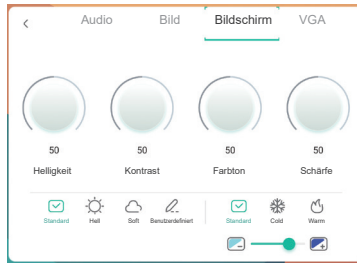 Audio Bild Bildschirm VGA
50 50 50 50
Helligkeit Kontrast Farbton Schärfe
Standard Hell Soft Benutzerdefiniert Standard Cold Warm